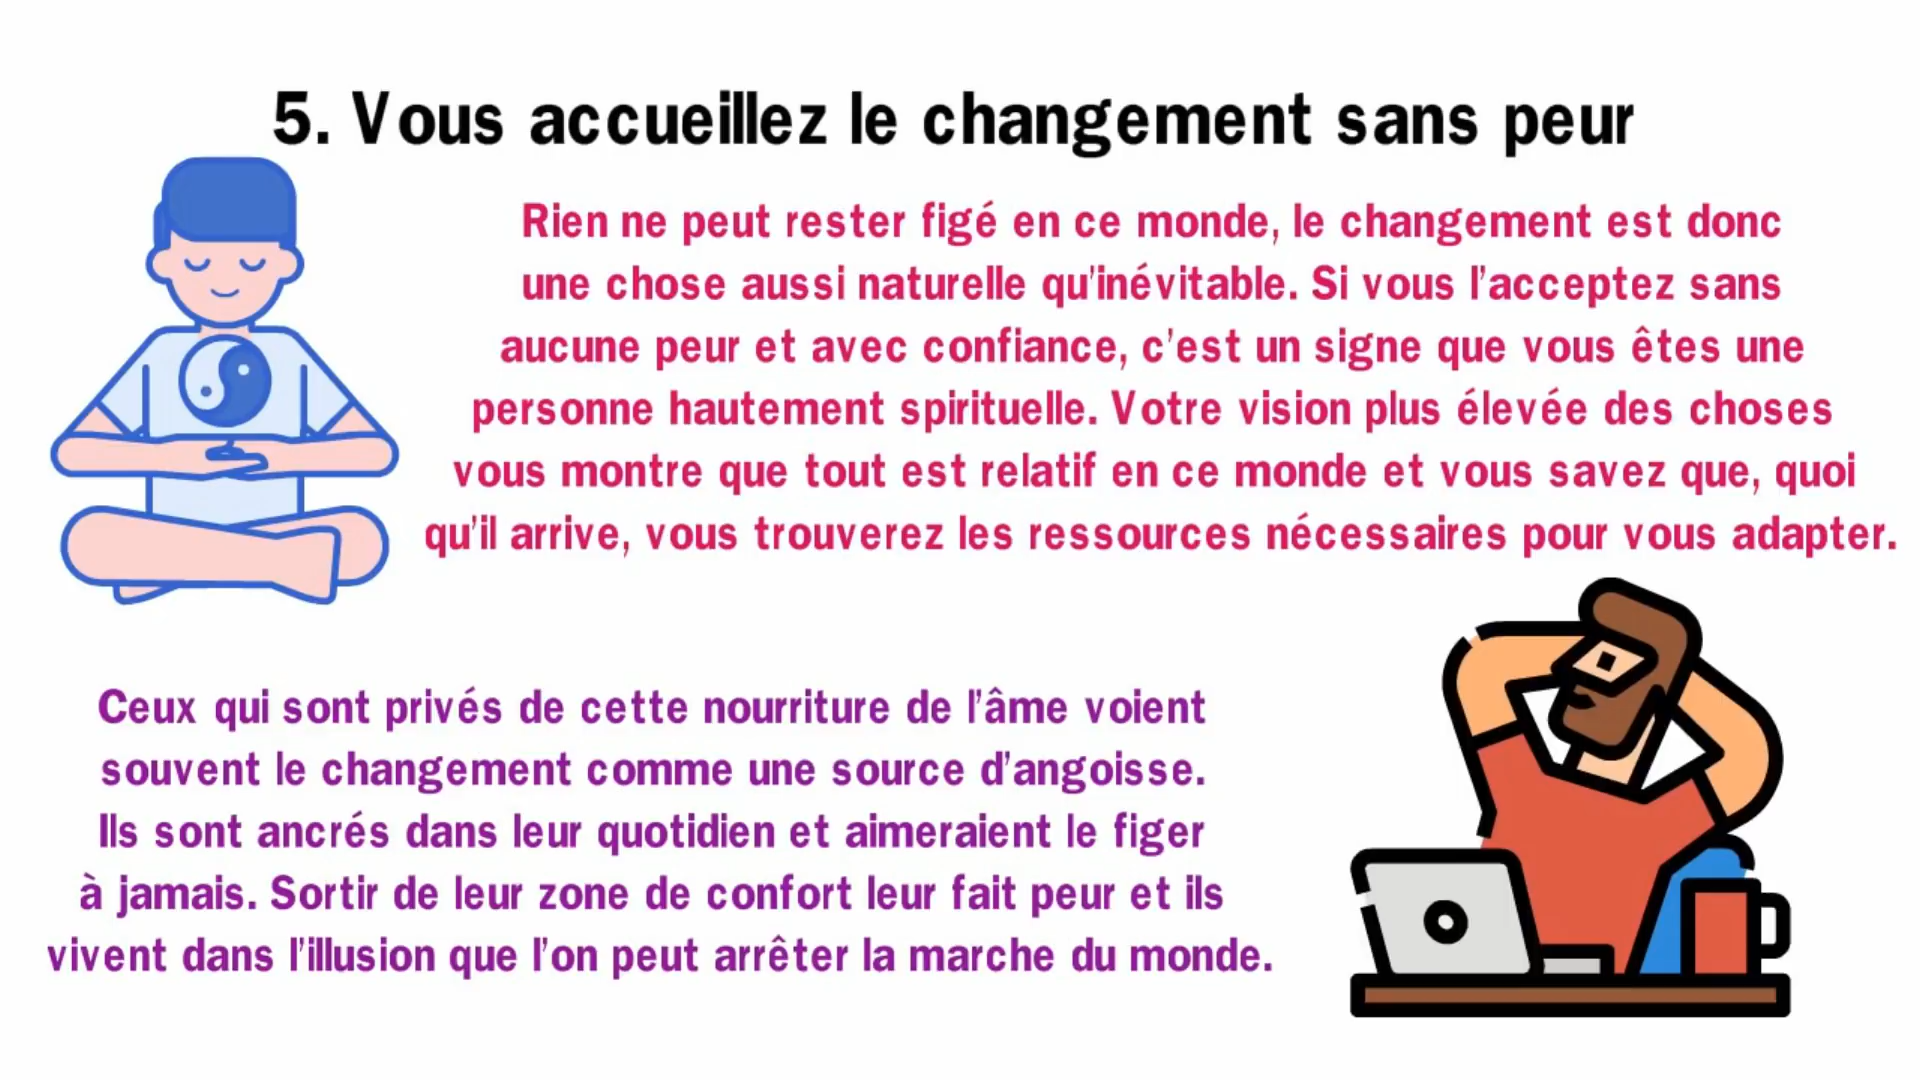 5. Vous accueillez le changement sans peur
Rien ne peut rester figé en ce monde, le changement est donc
une chose aussi naturelle qu'inévitable. Si vous l'acceptez sans
aucune peur et avec confiance, c'est un signe que vous êtes une
personne hautement spirituelle. Votre vision plus élevée des choses
vous montre que tout est relatif en ce monde et vous savez que, quoi
qu'il arrive, vous trouverez les ressources nécessaires pour vous adapter.
Ceux qui sont privés de cette nourriture de l'âme voient
souvent le changement comme une source d'angoisse.
Ils sont ancrés dans leur quotidien et aimeraient le figer
à jamais. Sortir de leur zone de confort leur fait peur et ils
vivent dans l'illusion que l'on peut arrêter la marche du monde.